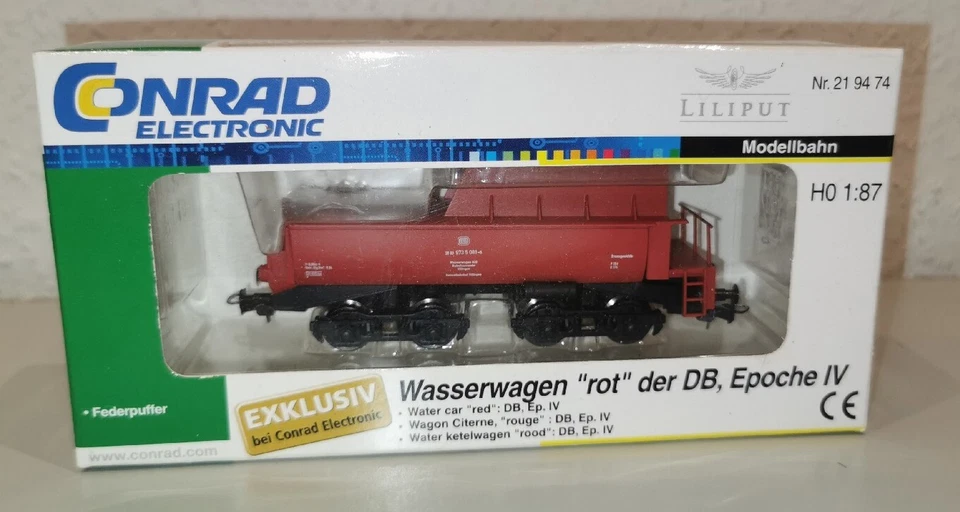 CONRAD
ELECTRONIC
LILIPUT
Nr. 21 94 74
Modellbahn
H0 1:87
DB
• Federpuffer
EXKLUSIV
bei Conrad Electronic
Wasserwagen "rot" der DB, Epoche IV
• Water car "red": DB, Ep. IV
• Wagon Citerne, "rouge" : DB, Ep. IV
• Water ketelwagen "rood": DB, Ep. IV
CE
www.conrad.com